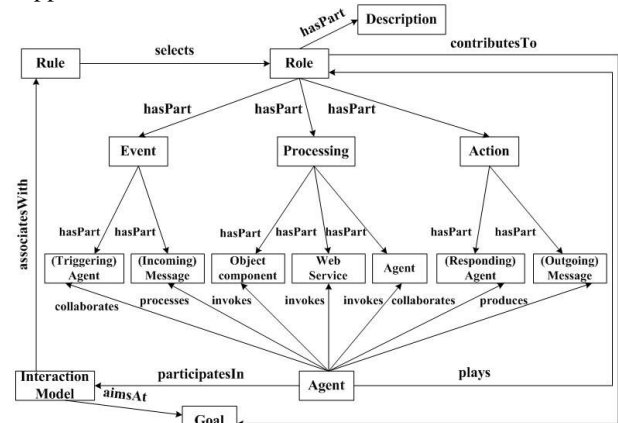 Description
hasPart
contributesTo
selects
Rule
Role
hasPart
hasPart
hasPart
Event
Processing
Action
associatesWith
hasPart
hasPart
hasPart
hasPart
hasPart
hasPart
hasPart
(Triggering)
Agent
(Incoming)
Message
Object
component
Web
Service
Agent
(Responding)
Agent
(Outgoing)
Message
collaborates
processes
invokes
invokes
invokes
collaborates
produces
Interaction
Model
participatesIn
Agent
plays
aimsAt
Goal